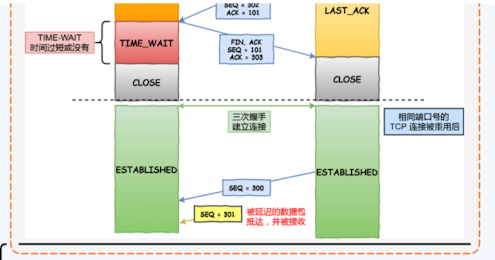 SEQ = 302
ACK = 101
LAST_ACK
TIME-WAIT
时间过短或没有
TIME_WAIT
FIN, ACK
SEQ = 101
ACK = 303
CLOSE
CLOSE
三次握手
建立连接
相同端口号的
TCP 连接被重用后
ESTABLISHED
ESTABLISHED
SEQ = 300
SEQ = 301
被延迟的数据包
抵达，并被接收